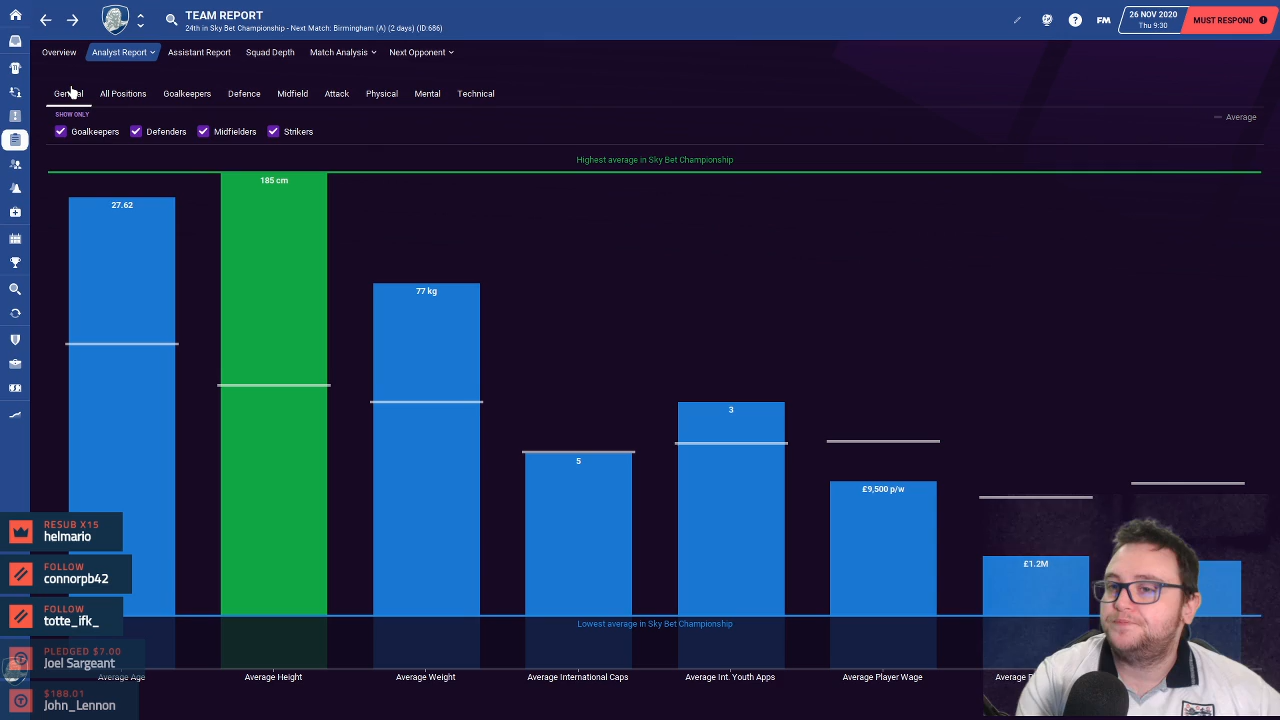 TEAM REPORT
24th in Sky Bet Championship - Next Match: Birmingham (A) (2 days) (ID:686)
FM
26 NOV 2020
Thu 9:30
MUST RESPOND
Overview
Analyst Report
Assistant Report
Squad Depth
Match Analysis
Next Opponent
General
All Positions
Goalkeepers
Defence
Midfield
Attack
Physical
Mental
Technical
SHOW ONLY
Goalkeepers
Defenders
Midfielders
Strikers
Average
Highest average in Sky Bet Championship
27.62
185 cm
77 kg
5
3
£9,500 p/w
£1.2M
Lowest average in Sky Bet Championship
Average Age
Average Height
Average Weight
Average International Caps
Average Int. Youth Apps
Average Player Wage
Average
RESUB X15
helmario
FOLLOW
connorpb42
FOLLOW
totte_ifk_
PLEDGED $7.00
Joel Sargeant
$188.01
John_Lennon